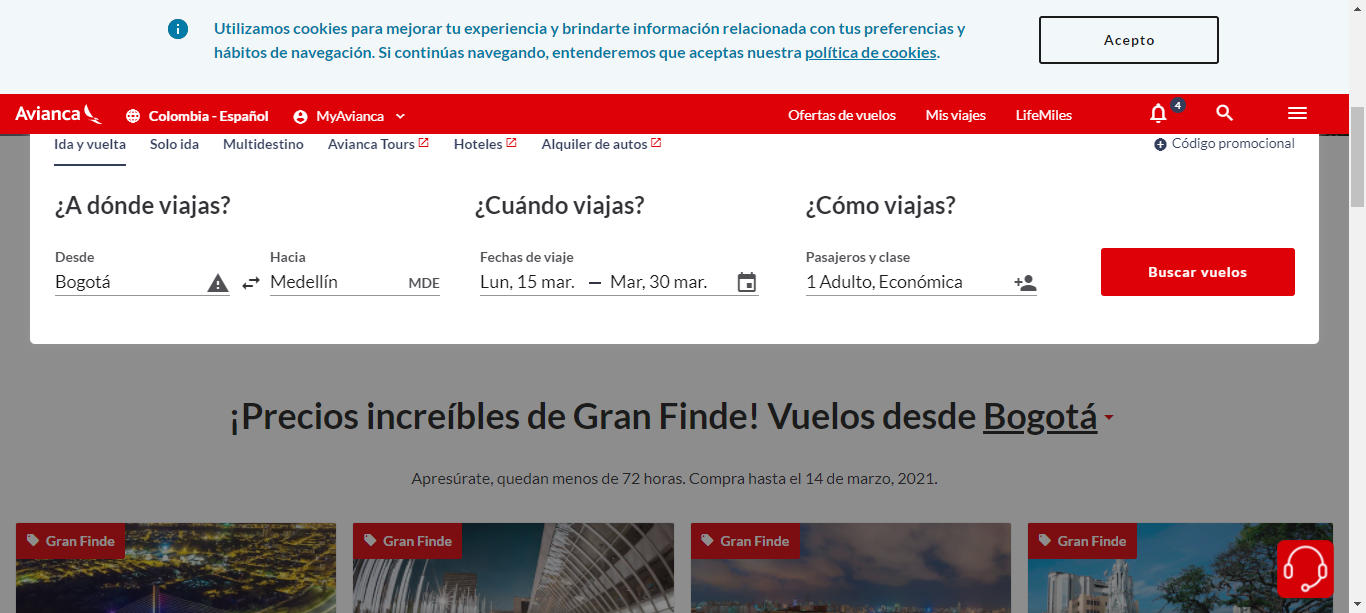 Utilizamos cookies para mejorar tu experiencia y brindarte información relacionada con tus preferencias y
hábitos de navegación. Si continúas navegando, entenderemos que aceptas nuestra política de cookies.
Acepto
Avianca Colombia - Español MyAvianca Ofertas de vuelos Mis viajes LifeMiles 4
Ida y vuelta Solo ida Multidestino Avianca Tours Hoteles Alquiler de autos Código promocional
¿A dónde viajas? ¿Cuándo viajas? ¿Cómo viajas?
Desde Hacia Fechas de viaje Pasajeros y clase
Bogotá Medellín MDE Lun, 15 mar. — Mar, 30 mar. 1 Adulto, Económica
Buscar vuelos
¡Precios increíbles de Gran Finde! Vuelos desde Bogotá
Apresúrate, quedan menos de 72 horas. Compra hasta el 14 de marzo, 2021.
Gran Finde Gran Finde Gran Finde Gran Finde